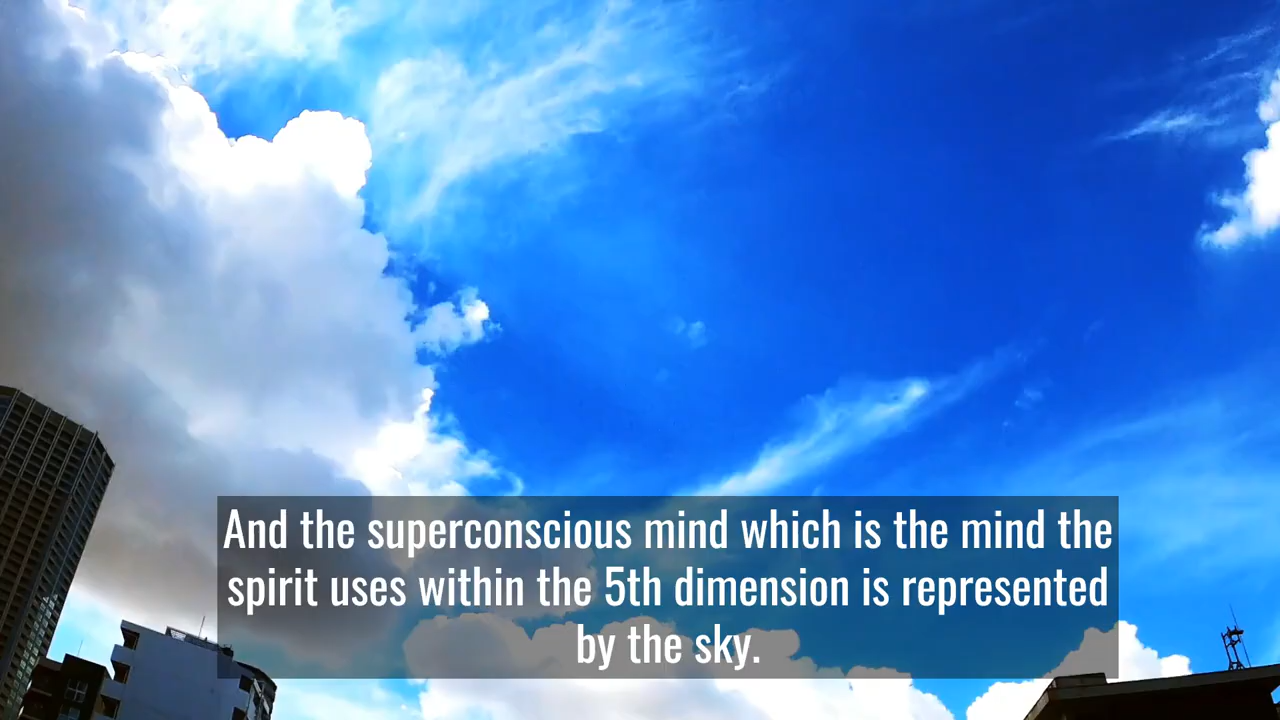 And the superconscious mind which is the mind the
spirit uses within the 5th dimension is represented
by the sky.